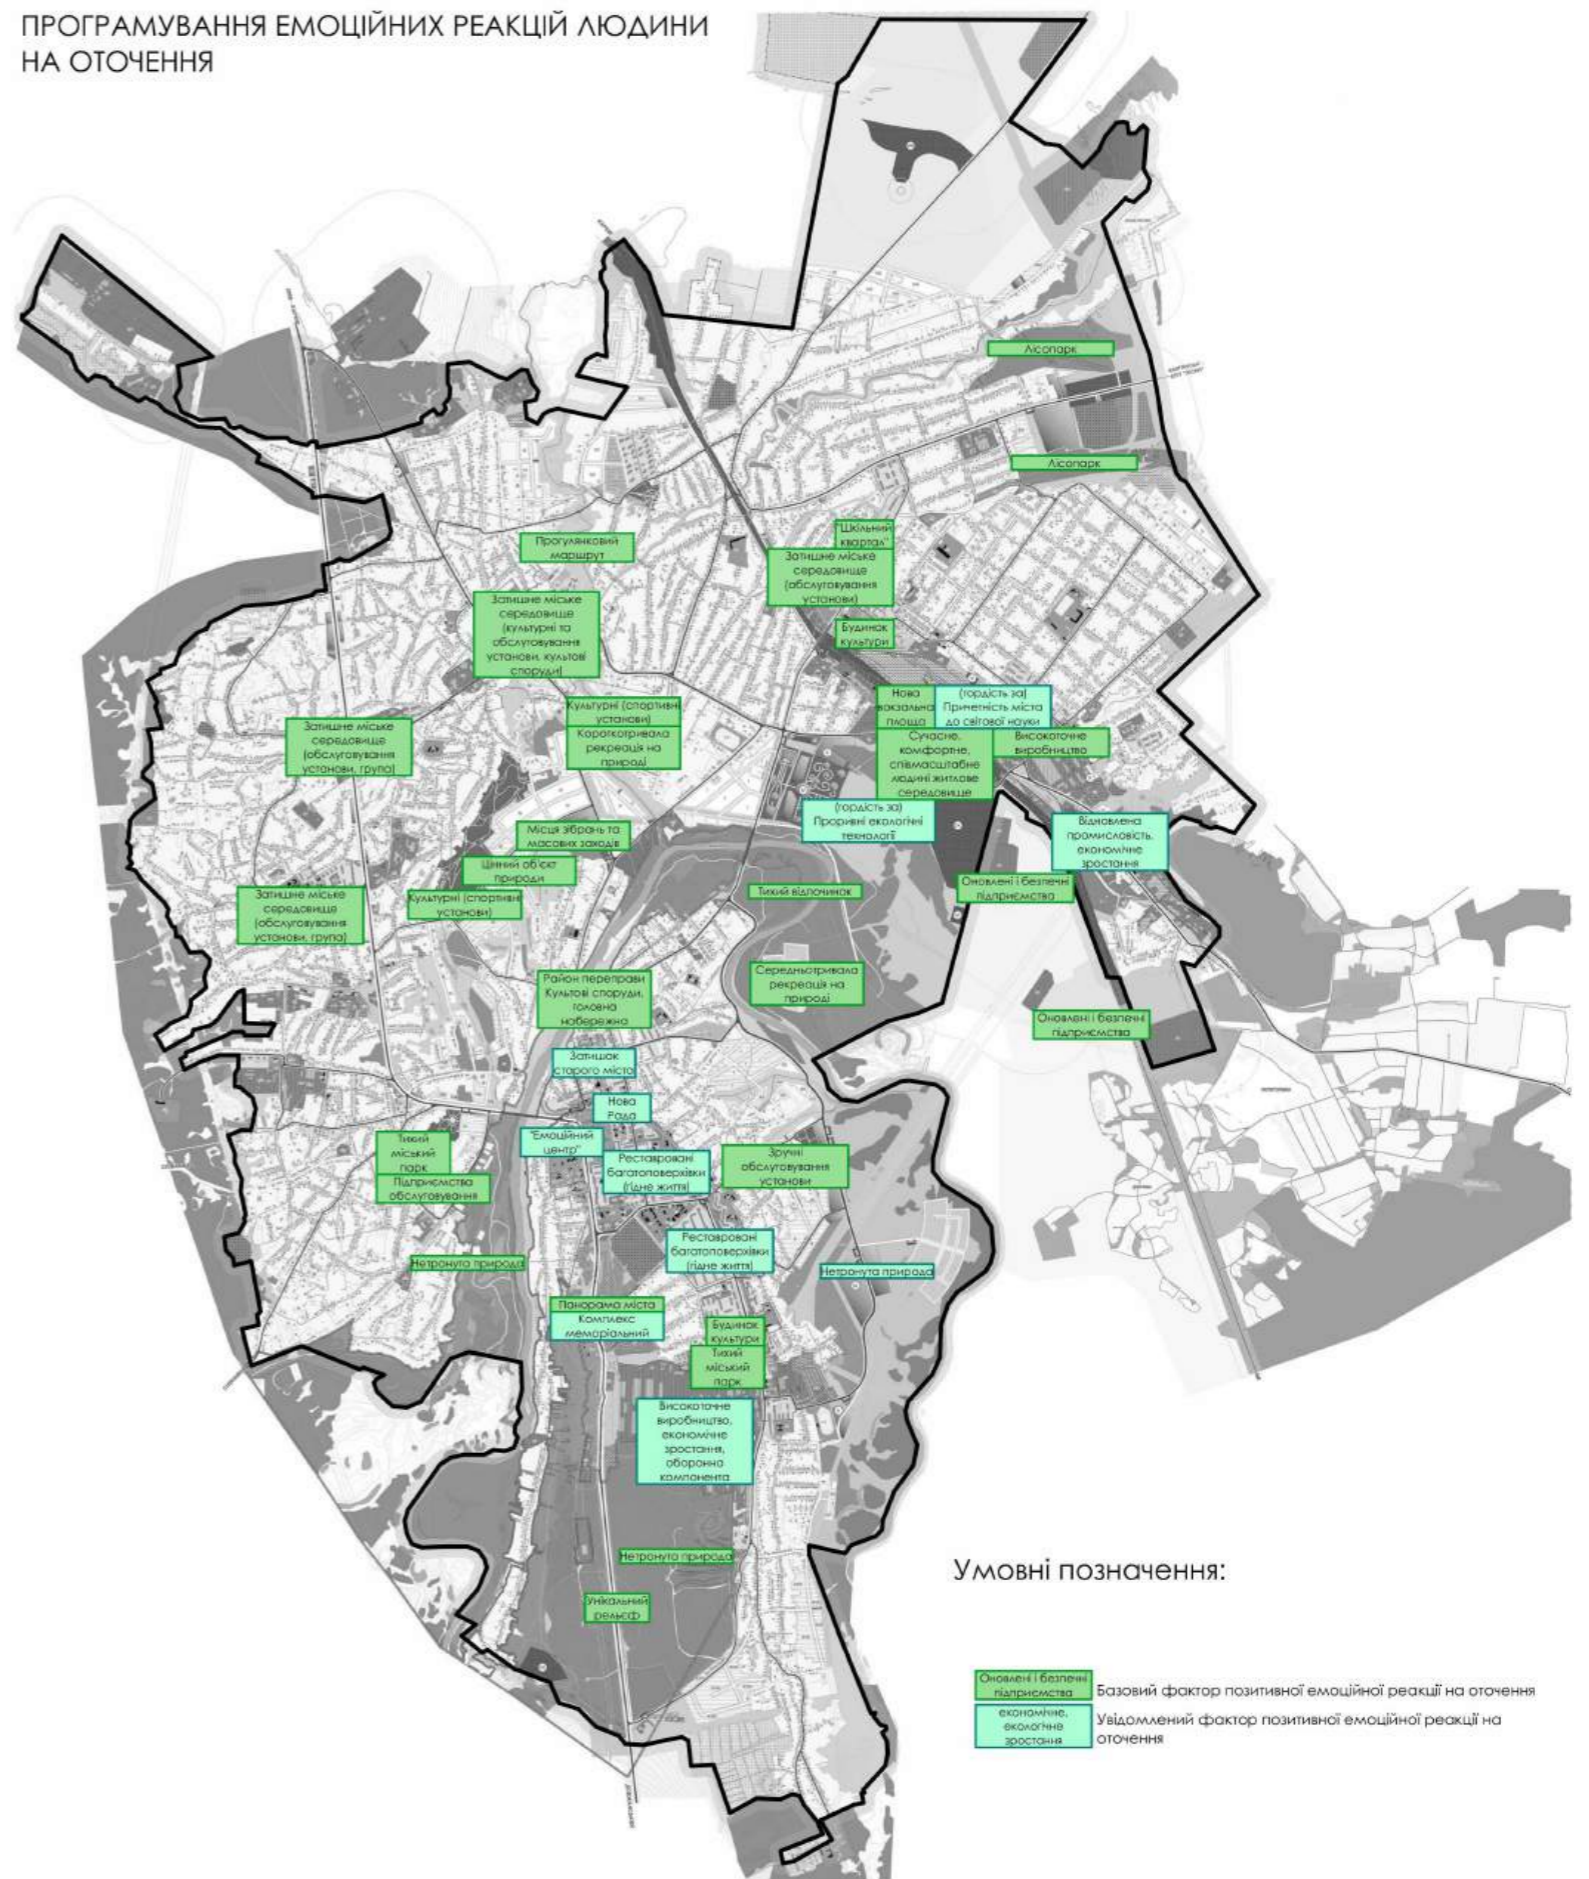 ПРОГРАМУВАННЯ ЕМОЦІЙНИХ РЕАКЦІЙ ЛЮДИНИ
НА ОТОЧЕННЯ
Лісопарк
Лісопарк
"Шкільний
квартал"
Прогулянковий
маршрут
Затишне міське
середовище
(обслуговування
установи)
Затишне міське
середовище
(культурні та
обслуговування
установи, культові
споруди)
Будинок
культури
Нова
вокзальна
площа
(гордість за)
Причетність міста
до світової науки
Культурні (спортивні
установи)
Короткотривала
рекреація на
природі
Затишне міське
середовище
(обслуговування
установи, група)
Сучасне,
комфортне,
співмасштабне
людині житлове
середовище
Високоточне
виробництво
(гордість за)
Проривні екологічні
технології
Відновлена
промисловість,
економічне
зростання
Місця зібрань та
масових заходів
Цінний об'єкт
природи
Культурні (спортивні
установи)
Затишне міське
середовище
(обслуговування
установи, група)
Тихий відпочинок
Оновлені і безпечні
підприємства
Середньотривала
рекреація на
природі
Район переправи
Культові споруди,
головна
набережна
Оновлені і безпечні
підприємства
Затишок
старого міста
Нова
Рада
"Емоційний
центр"
Реставровані
багатоповерхівки
(гідне життя)
Зручні
обслуговування
установи
Тихий
міський
парк
Підприємства
обслуговування
Реставровані
багатоповерхівки
(гідне життя)
Нетронута природа
Нетронута природа
Панорама міста
Комплекс
меморіальний
Будинок
культури
Тихий
міський
парк
Високоточне
виробництво,
економічне
зростання,
оборонна
компонента
Нетронута природа
Унікальний
рельєф
Умовні позначення:
Оновлені і безпечні
підприємства
Базовий фактор позитивної емоційної реакції на оточення
економічне,
екологічне
зростання
Увідомлений фактор позитивної емоційної реакції на
оточення